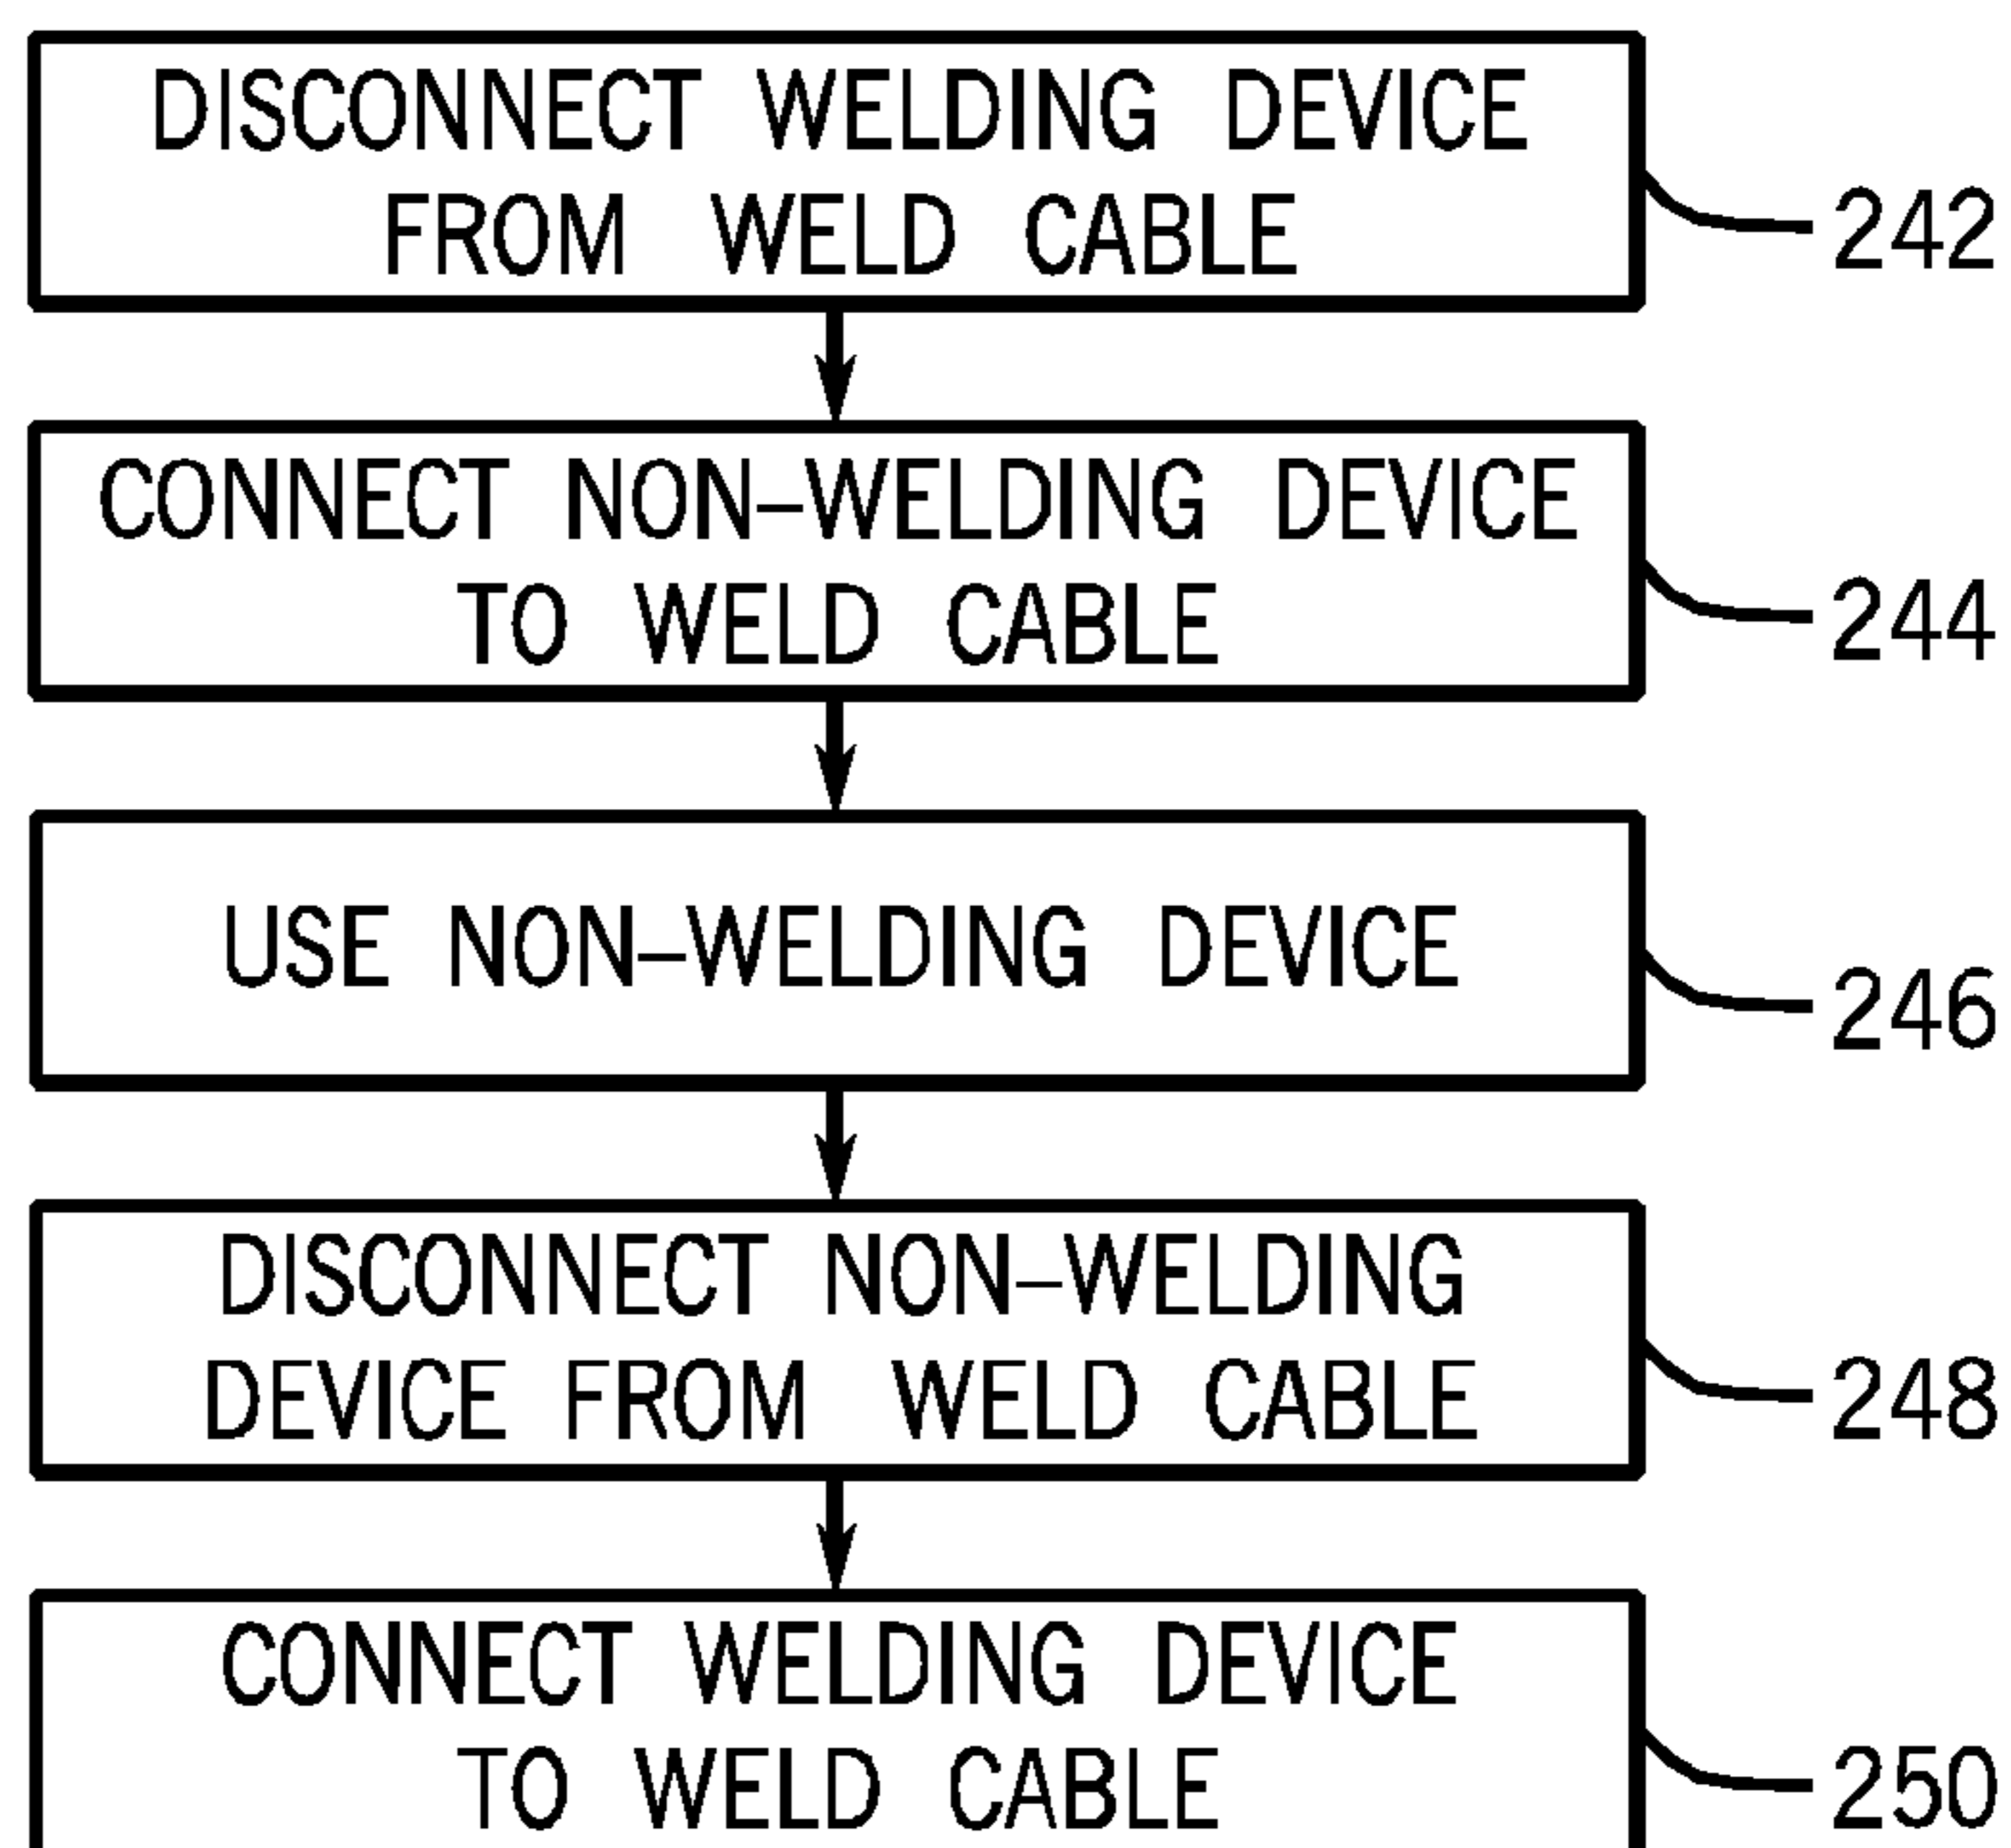 DISCONNECT WELDING DEVICE
FROM WELD CABLE
242
CONNECT NON–WELDING DEVICE
TO WELD CABLE
244
USE NON–WELDING DEVICE
246
DISCONNECT NON–WELDING
DEVICE FROM WELD CABLE
248
CONNECT WELDING DEVICE
TO WELD CABLE
250